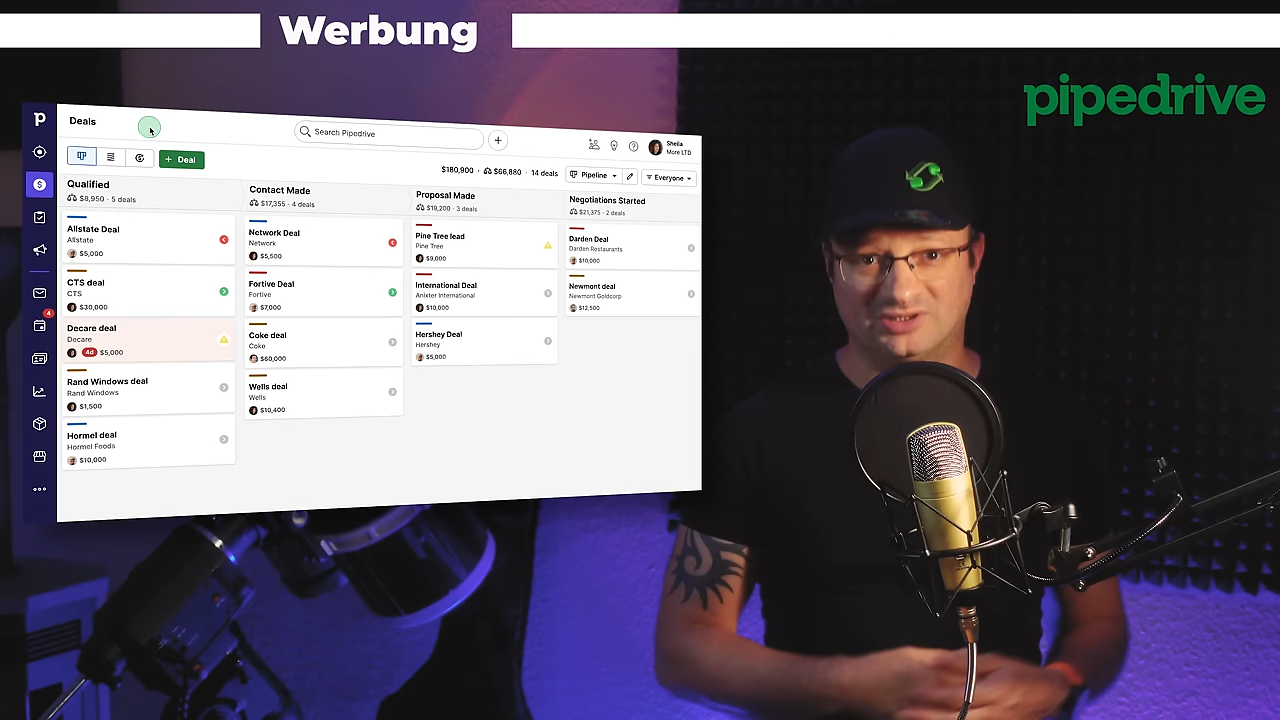 Werbung
pipedrive
Deals
Search Pipedrive
+
Sheila
More LTD
+ Deal
$180,900 · $66,880 · 14 deals
Pipeline
Everyone
Qualified
$8,950 · 5 deals
Allstate Deal
Allstate
$5,000
CTS deal
CTS
$30,000
Decare deal
Decare
4d $5,000
Rand Windows deal
Rand Windows
$1,500
Hormel deal
Hormel Foods
$10,000
Contact Made
$17,355 · 4 deals
Network Deal
Network
$5,500
Fortive Deal
Fortive
$7,000
Coke deal
Coke
$60,000
Wells deal
Wells
$10,400
Proposal Made
$19,200 · 3 deals
Pine Tree lead
Pine Tree
$9,000
International Deal
Anixter International
$10,000
Hershey Deal
Hershey
$5,000
Negotiations Started
$21,375 · 2 deals
Darden Deal
Darden Restaurants
$10,000
Newmont deal
Newmont Goldcorp
$12,500
4